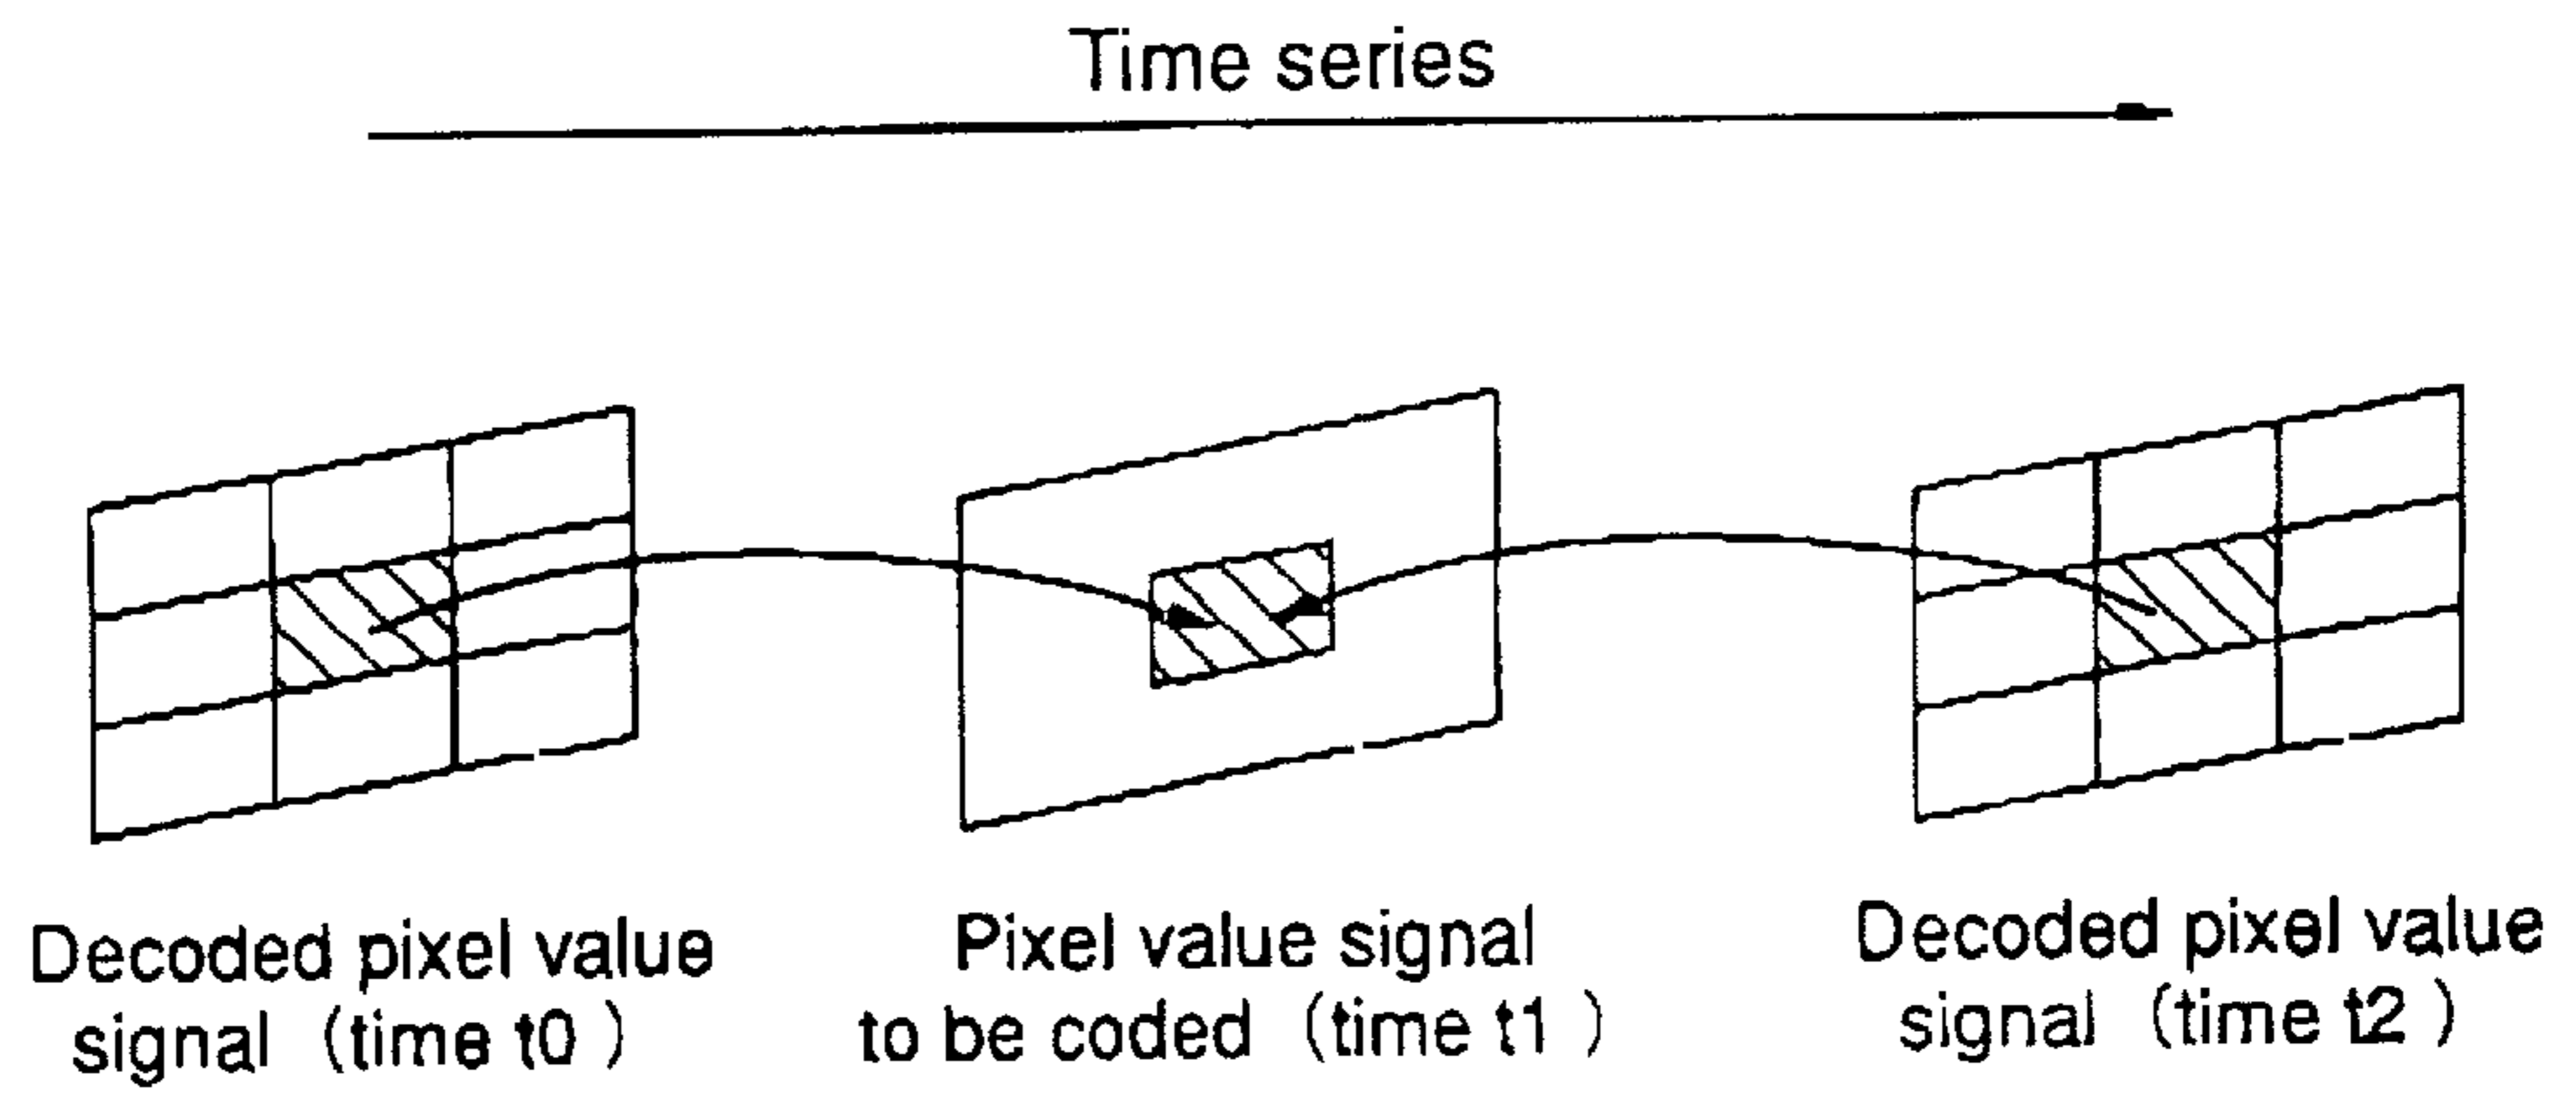 Time series
Decoded pixel value
signal (time t0)
Pixel value signal
to be coded (time t1)
Decoded pixel value
signal (time t2)